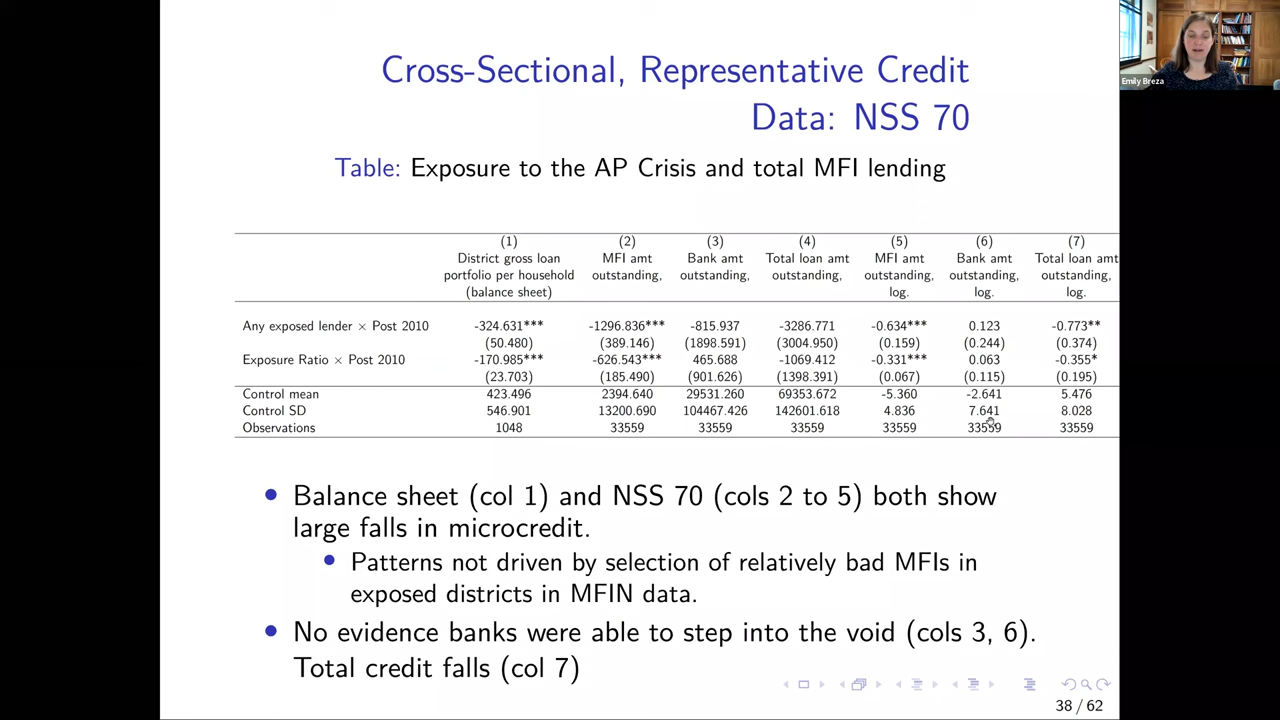 Emily Breza
Cross-Sectional, Representative Credit
Data: NSS 70
Table: Exposure to the AP Crisis and total MFI lending
(1) (2) (3) (4) (5) (6) (7)
District gross loan MFI amt Bank amt Total loan amt MFI amt Bank amt Total loan amt
portfolio per household outstanding, outstanding, outstanding, outstanding, outstanding, outstanding,
(balance sheet) log. log. log.
Any exposed lender × Post 2010 -324.631*** -1296.836*** -815.937 -3286.771 -0.634*** 0.123 -0.773**
(50.480) (389.146) (1898.591) (3004.950) (0.159) (0.244) (0.374)
Exposure Ratio × Post 2010 -170.985*** -626.543*** 465.688 -1069.412 -0.331*** 0.063 -0.355*
(23.703) (185.490) (901.626) (1398.391) (0.067) (0.115) (0.195)
Control mean 423.496 2394.640 29531.260 69353.672 -5.360 -2.641 5.476
Control SD 546.901 13200.690 104467.426 142601.618 4.836 7.641 8.028
Observations 1048 33559 33559 33559 33559 33559 33559
• Balance sheet (col 1) and NSS 70 (cols 2 to 5) both show
large falls in microcredit.
• Patterns not driven by selection of relatively bad MFIs in
exposed districts in MFIN data.
• No evidence banks were able to step into the void (cols 3, 6).
Total credit falls (col 7)
38 / 62